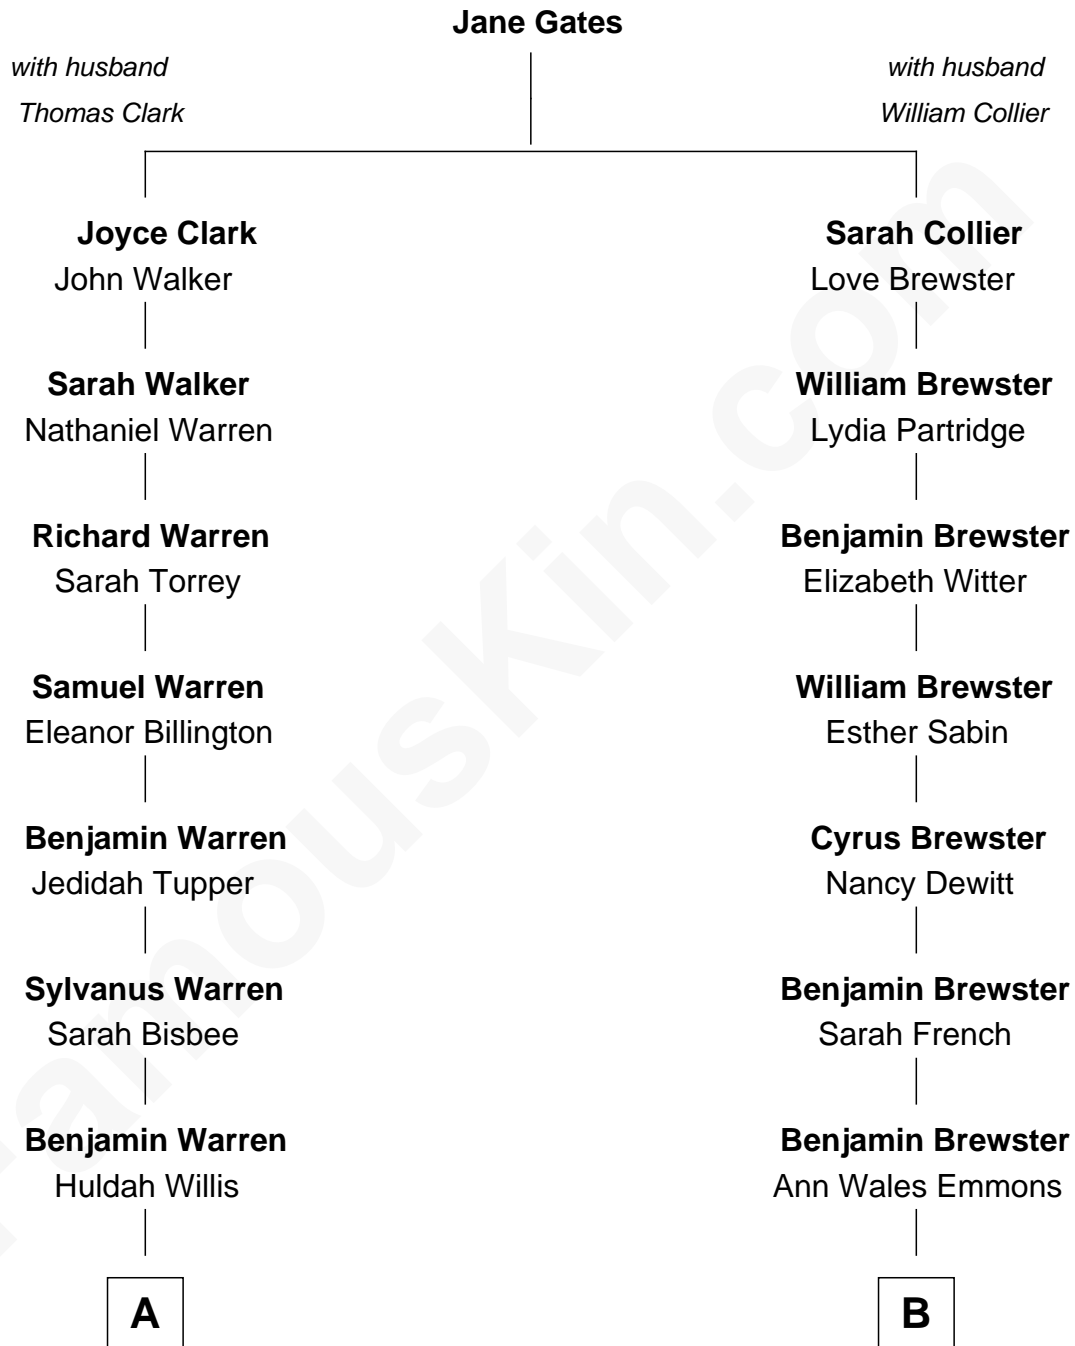 Jane Gates
with husband
Thomas Clark
with husband
William Collier
Joyce Clark
John Walker
Sarah Walker
Nathaniel Warren
Richard Warren
Sarah Torrey
Samuel Warren
Eleanor Billington
Benjamin Warren
Jedidah Tupper
Sylvanus Warren
Sarah Bisbee
Benjamin Warren
Huldah Willis
A
Sarah Collier
Love Brewster
William Brewster
Lydia Partridge
Benjamin Brewster
Elizabeth Witter
William Brewster
Esther Sabin
Cyrus Brewster
Nancy Dewitt
Benjamin Brewster
Sarah French
Benjamin Brewster
Ann Wales Emmons
B
FamousKin.com